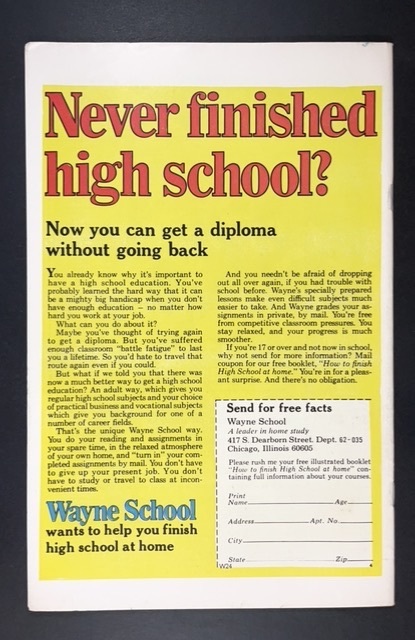 Never finished
high school?
Now you can get a diploma
without going back
You already know why it's important to
have a high school education. You've
probably learned the hard way that it can
be a mighty big handicap when you don't
have enough education – no matter how
hard you work at your job.
What can you do about it?
Maybe you've thought of trying again
to get a diploma. But you've suffered
enough classroom "battle fatigue" to last
you a lifetime. So you'd hate to travel that
route again even if you could.
But what if we told you that there was
now a much better way to get a high school
education? An adult way, which gives you
regular high school subjects and your choice
of practical business and vocational subjects
which give you background for one of a
number of career fields.
That's the unique Wayne School way.
You do your reading and assignments in
your spare time, in the relaxed atmosphere
of your own home, and "turn in" your com-
pleted assignments by mail. You don't have
to give up your present job. You don't
have to study or travel to class at incon-
venient times.
Wayne School
wants to help you finish
high school at home
And you needn't be afraid of dropping
out all over again, if you had trouble with
school before. Wayne's specially prepared
lessons make even difficult subjects much
easier to take. And Wayne grades your as-
signments in private, by mail. You're free
from competitive classroom pressures. You
stay relaxed, and your progress is much
smoother.
If you're 17 or over and not now in school,
why not send for more information? Mail
coupon for our free booklet, "How to finish
High School at home." You're in for a pleas-
ant surprise. And there's no obligation.
Send for free facts
Wayne School
A leader in home study
417 S. Dearborn Street. Dept. 62-035
Chicago, Illinois 60605
Please rush me your free illustrated booklet
"How to finish High School at home" con-
taining full information about your courses.
Print
Name Age
Address Apt. No.
City
State Zip
W24